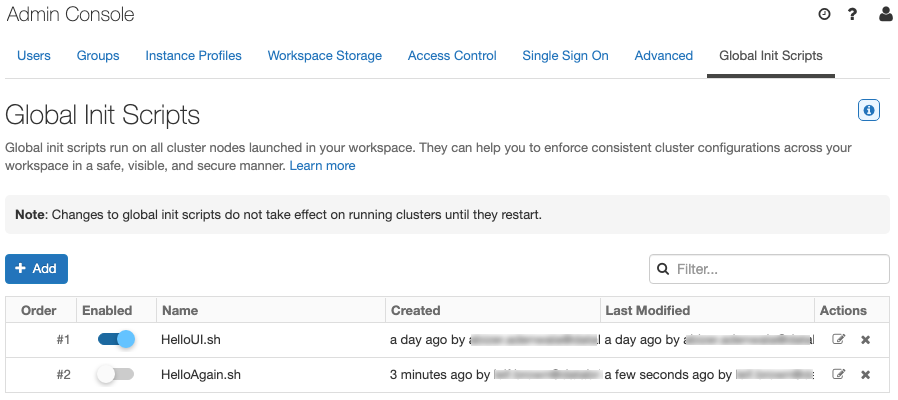 Admin Console
Users Groups Instance Profiles Workspace Storage Access Control Single Sign On Advanced Global Init Scripts
Global Init Scripts
Global init scripts run on all cluster nodes launched in your workspace. They can help you to enforce consistent cluster configurations across your
workspace in a safe, visible, and secure manner. Learn more
Note: Changes to global init scripts do not take effect on running clusters until they restart.
+ Add
Filter...
Order Enabled Name Created Last Modified Actions
#1 HelloUI.sh a day ago by a day ago by
#2 HelloAgain.sh 3 minutes ago by a few seconds ago by